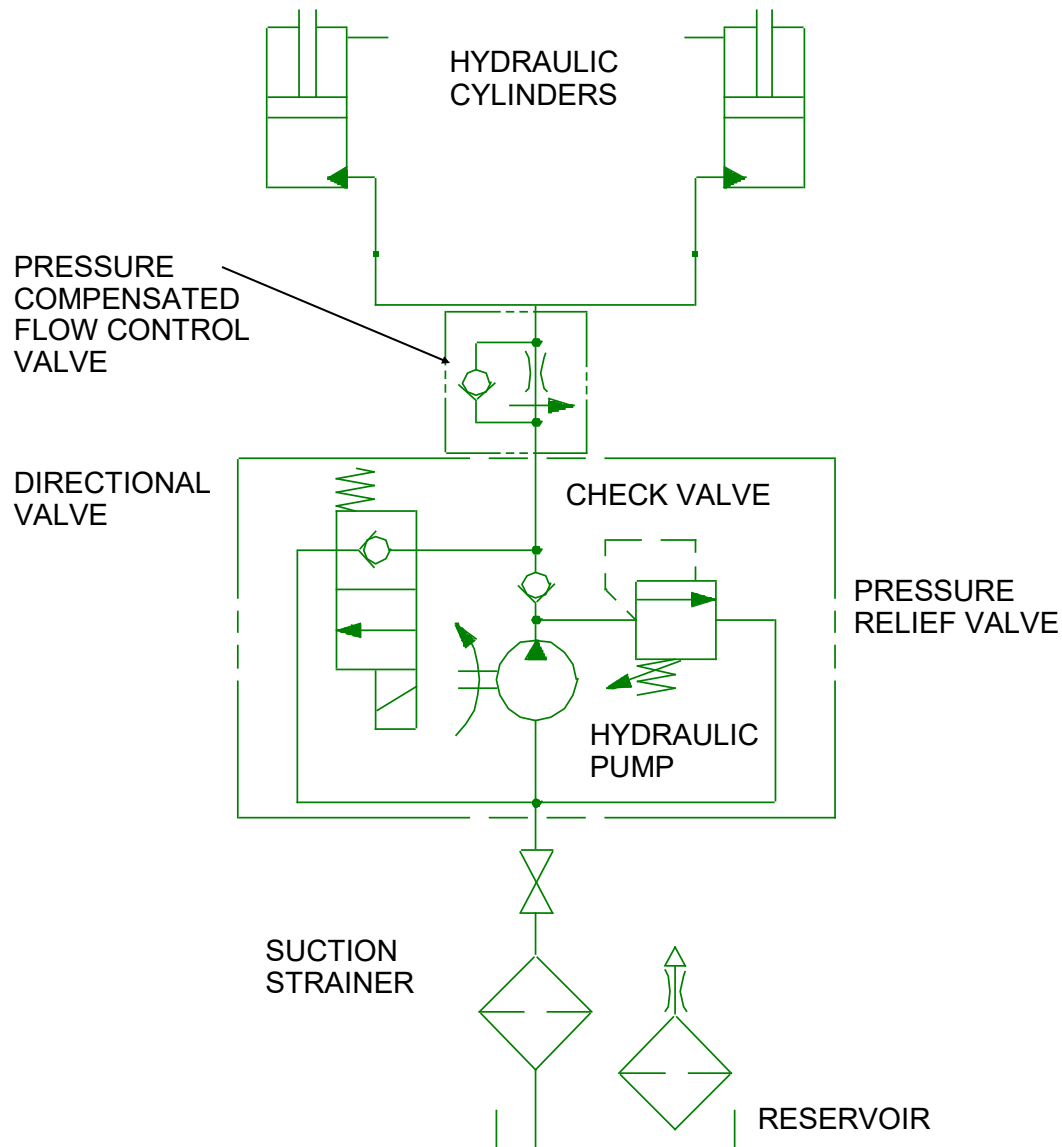 HYDRAULIC
CYLINDERS
PRESSURE
COMPENSATED
FLOW CONTROL
VALVE
DIRECTIONAL
VALVE
CHECK VALVE
PRESSURE
RELIEF VALVE
HYDRAULIC
PUMP
SUCTION
STRAINER
RESERVOIR